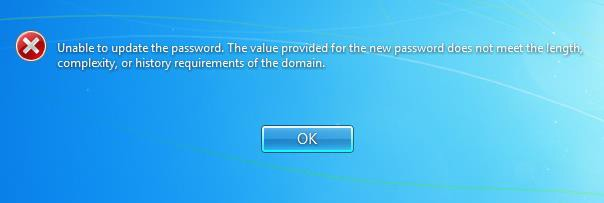 Unable to update the password. The value provided for the new password does not meet the length,
complexity, or history requirements of the domain.
OK